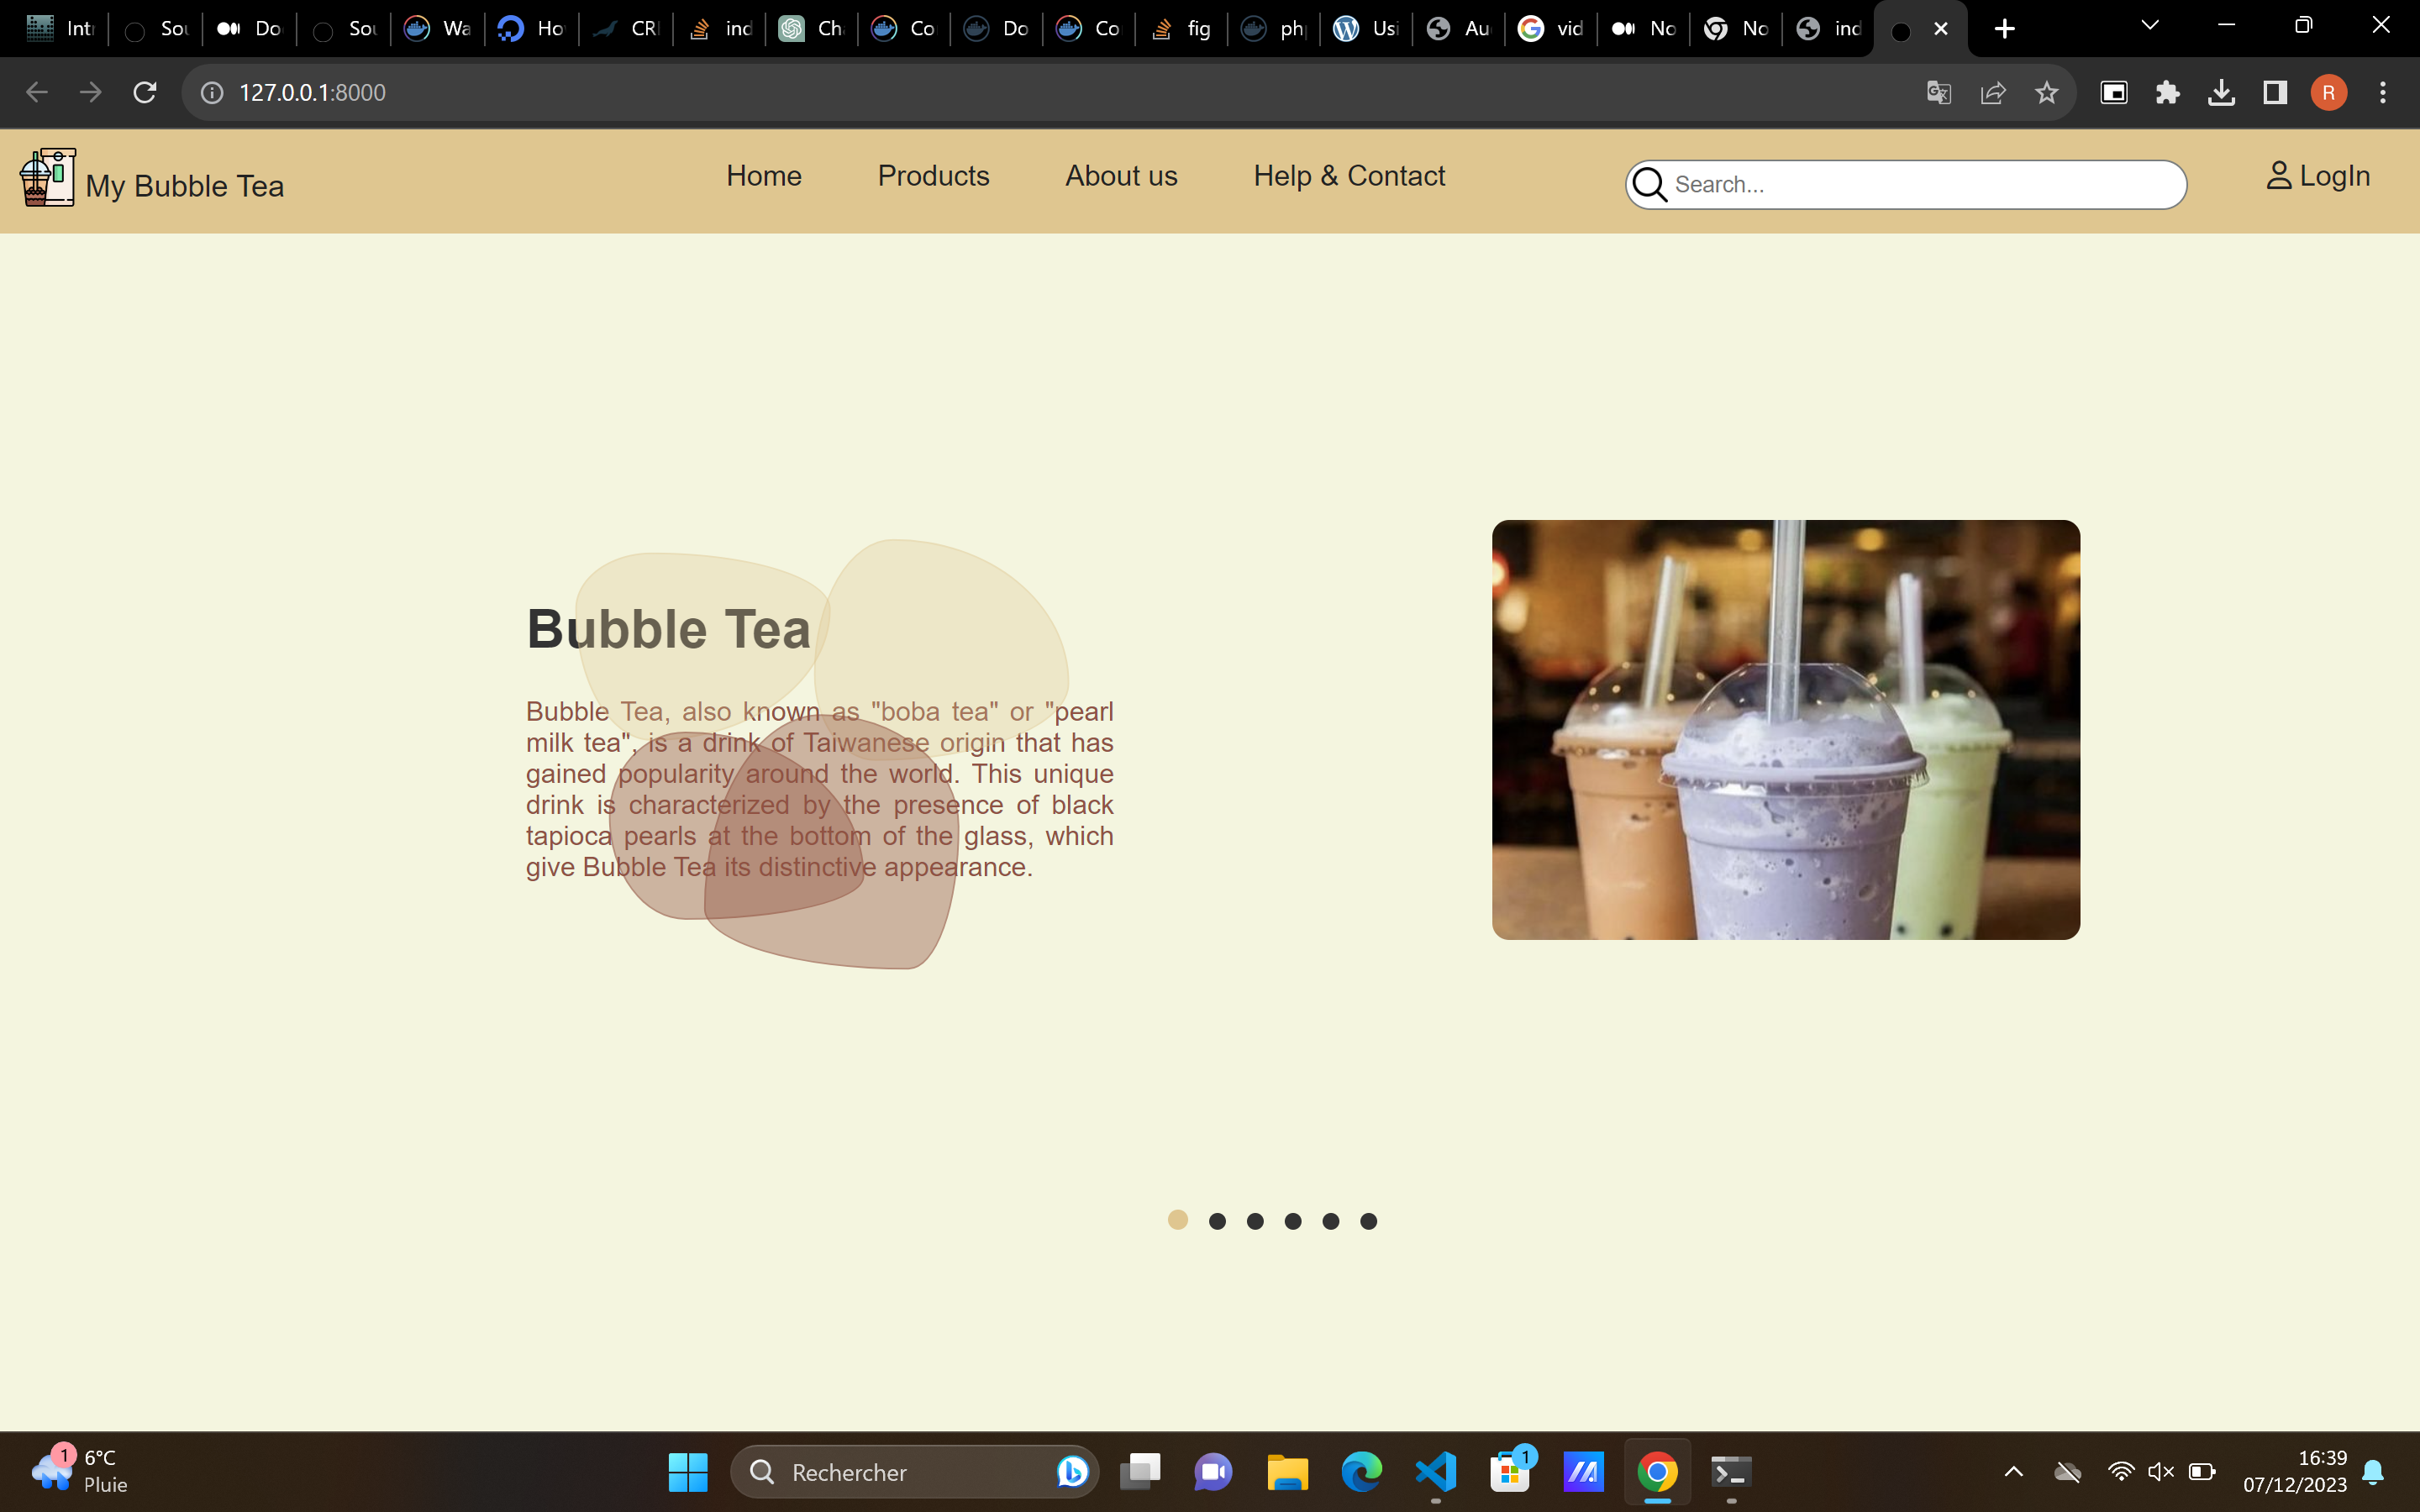 Int
Sou
Do
Sou
Wa
Ho
CRI
ind
Ch
Co
Do
Co
fig
ph
Usi
Au
vid
No
No
ind
127.0.0.1:8000
R
My Bubble Tea
Home
Products
About us
Help & Contact
Search...
LogIn
Bubble Tea
Bubble Tea, also known as "boba tea" or "pearl
milk tea", is a drink of Taiwanese origin that has
gained popularity around the world. This unique
drink is characterized by the presence of black
tapioca pearls at the bottom of the glass, which
give Bubble Tea its distinctive appearance.
1
6°C
Pluie
Rechercher
1
16:39
07/12/2023